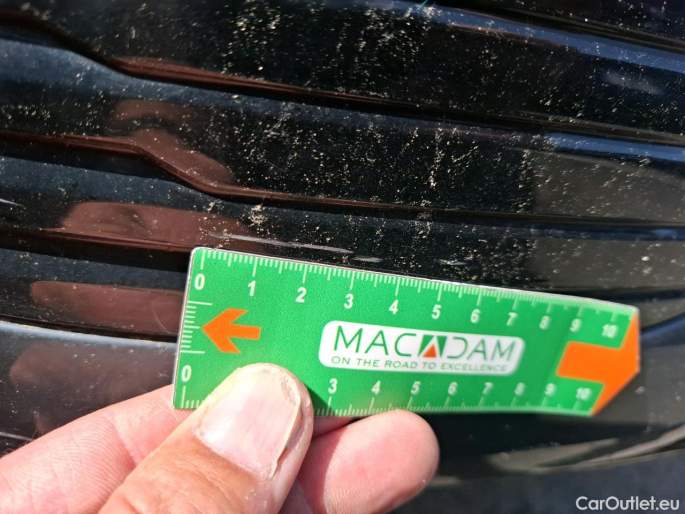 0 1 2 3 4 5 6 7 8 9 10
MACADAM
ON THE ROAD TO EXCELLENCE
0
0 3 4 5 6 7 8 9 10
CarOutlet.eu